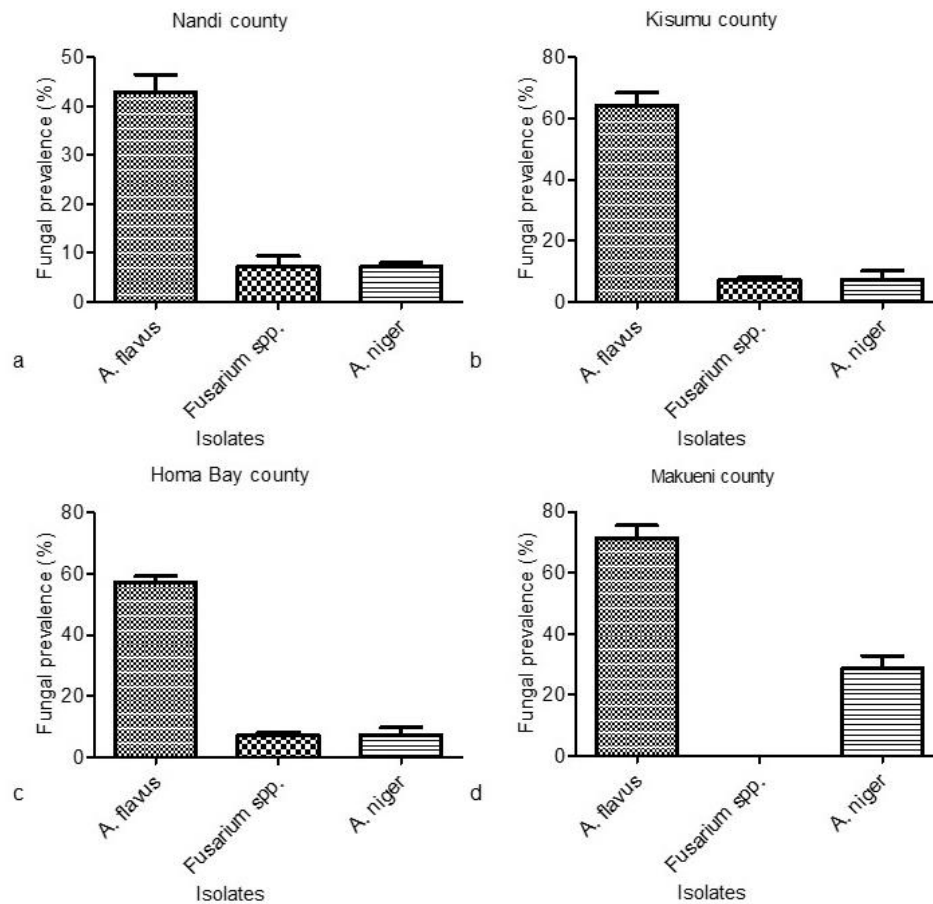 Nandi county
Fungal prevalence (%)
50
40
30
20
10
0
A. flavus
Fusarium spp.
A. niger
Isolates
a
Kisumu county
Fungal prevalence (%)
80
60
40
20
0
A. flavus
Fusarium spp.
A. niger
Isolates
b
Homa Bay county
Fungal prevalence (%)
80
60
40
20
0
A. flavus
Fusarium spp.
A. niger
Isolates
c
Makueni county
Fungal prevalence (%)
80
60
40
20
0
A. flavus
Fusarium spp.
A. niger
Isolates
d